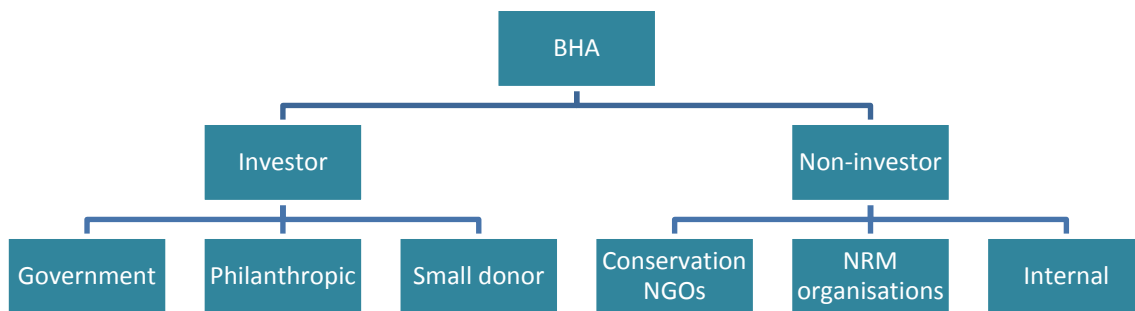 BHA
Investor
Non-investor
Government
Philanthropic
Small donor
Conservation
NGOs
NRM
organisations
Internal